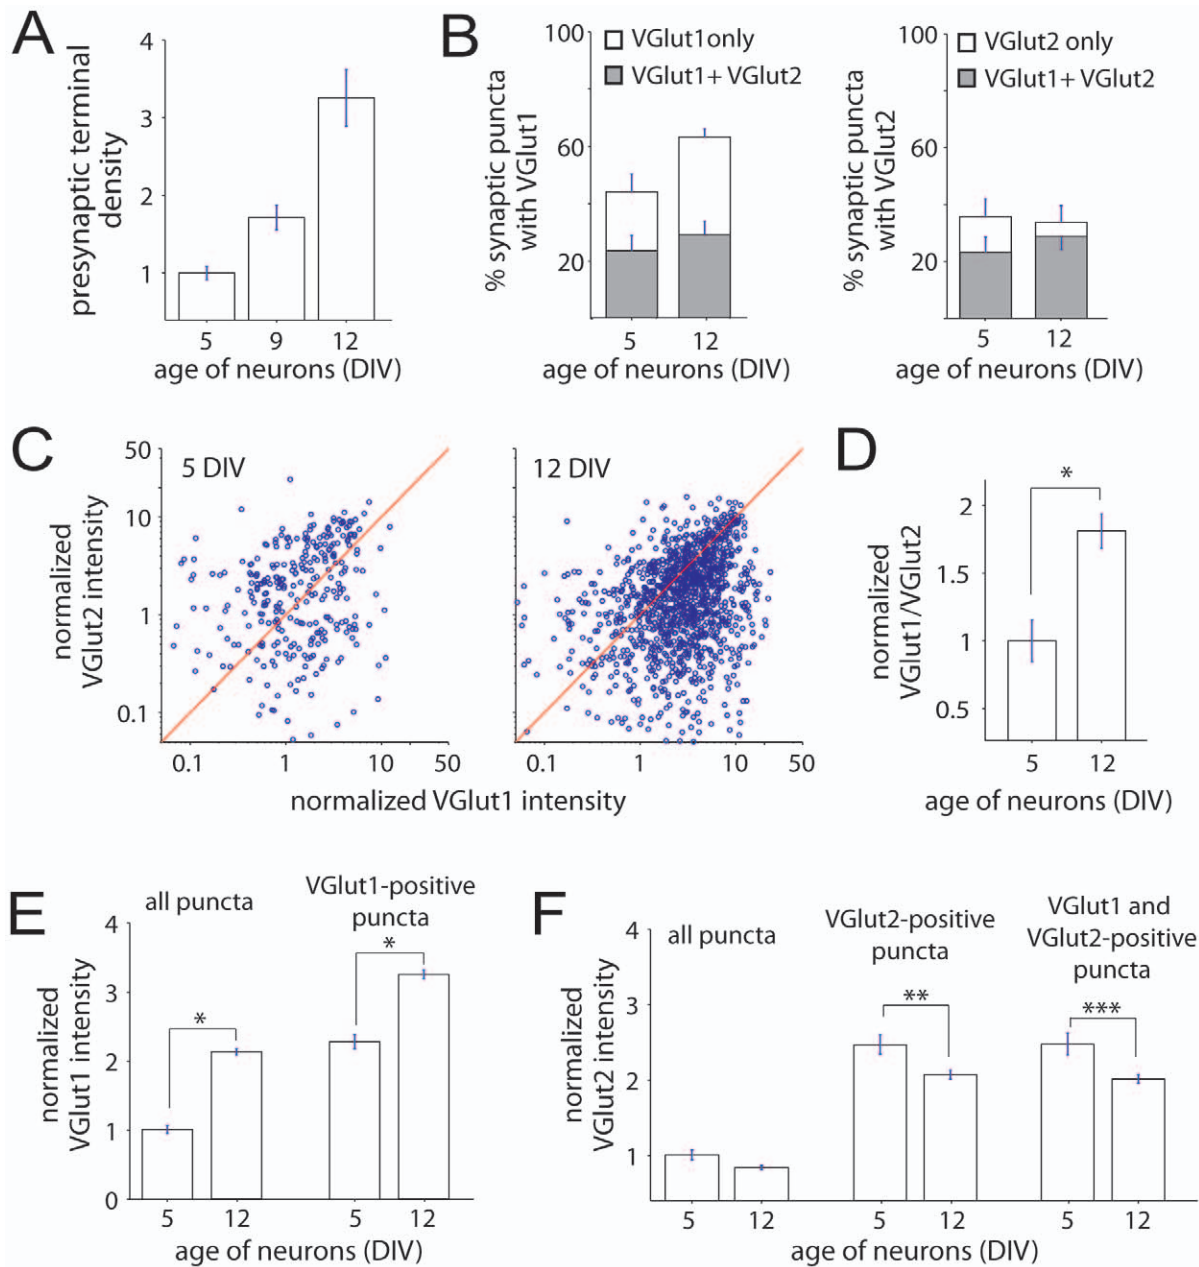 A
presynaptic terminal
density
4
3
2
1
5 9 12
age of neurons (DIV)
B
% synaptic puncta
with VGlut1
100
60
20
VGlut1only
VGlut1+ VGlut2
5 12
age of neurons (DIV)
% synaptic puncta
with VGlut2
100
60
20
VGlut2 only
VGlut1+ VGlut2
5 12
age of neurons (DIV)
C
normalized
VGlut2 intensity
50
10
1
0.1
5 DIV
0.1 1 10 50
12 DIV
0.1 1 10 50
normalized VGlut1 intensity
D
normalized
VGlut1/VGlut2
2
1.5
1
0.5
*
5 12
age of neurons (DIV)
E
normalized
VGlut1 intensity
4
3
2
1
0
all puncta
*
VGlut1-positive
puncta
*
5 12 5 12
age of neurons (DIV)
F
normalized
VGlut2 intensity
4
3
2
1
all puncta
VGlut2-positive
puncta
**
VGlut1 and
VGlut2-positive
puncta
***
5 12 5 12 5 12
age of neurons (DIV)